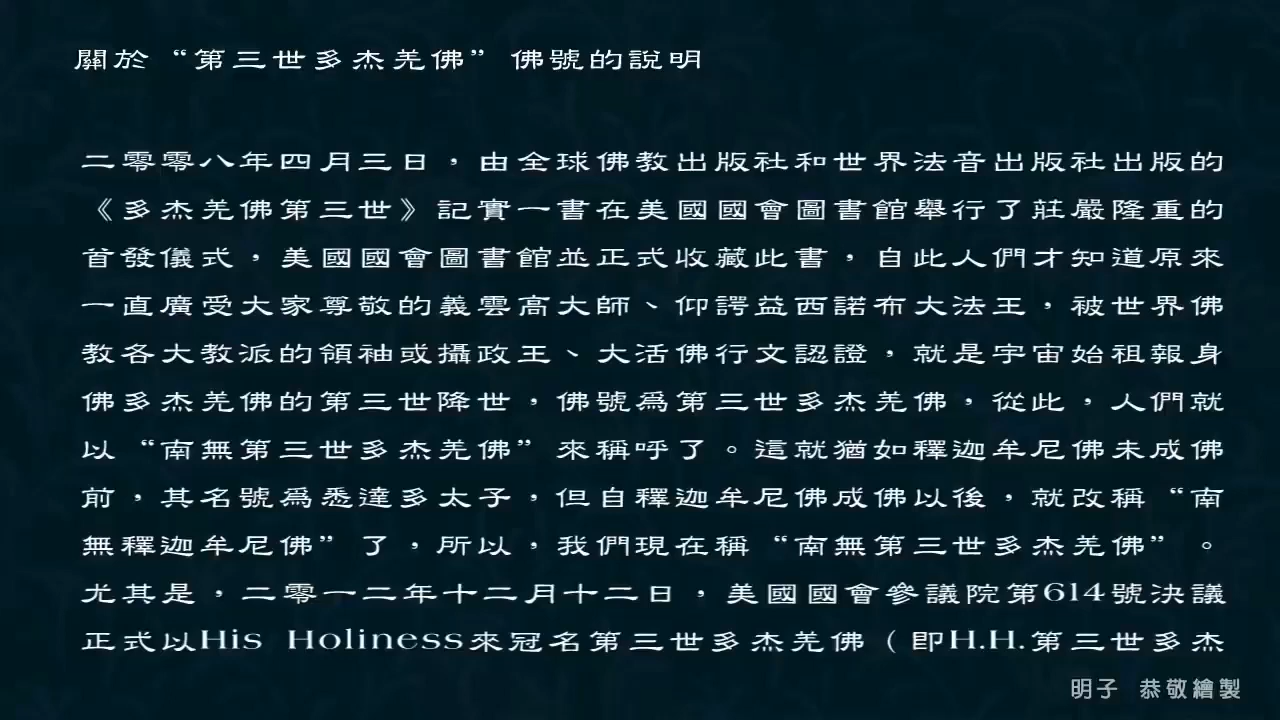 關於“第三世多杰羌佛”佛號的說明
二零零八年四月三日，由全球佛教出版社和世界法音出版社出版的
《多杰羌佛第三世》記實一書在美國國會圖書館舉行了莊嚴隆重的
首發儀式，美國國會圖書館並正式收藏此書，自此人們才知道原來
一直廣受大家尊敬的義雲高大師、仰諤益西諾布大法王，被世界佛
教各大教派的領袖或攝政王、大活佛行文認證，就是宇宙始祖報身
佛多杰羌佛的第三世降世，佛號爲第三世多杰羌佛，從此，人們就
以“南無第三世多杰羌佛”來稱呼了。這就猶如釋迦牟尼佛未成佛
前，其名號爲悉達多太子，但自釋迦牟尼佛成佛以後，就改稱“南
無釋迦牟尼佛”了，所以，我們現在稱“南無第三世多杰羌佛”。
尤其是，二零一二年十二月十二日，美國國會參議院第614號決議
正式以His Holiness來冠名第三世多杰羌佛（即H.H.第三世多杰
明子 恭敬繪製